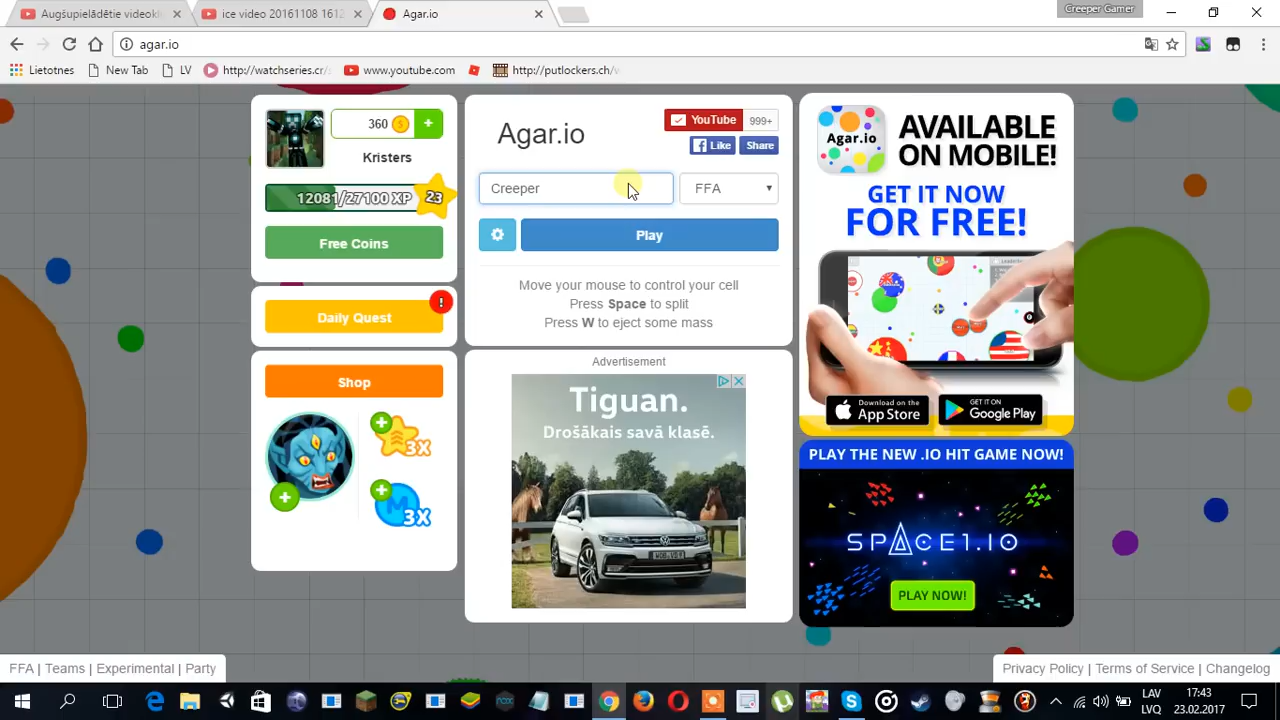 Augšupielādētie videokl
ice video 20161108 1612
Agar.io
Creeper Gamer
agar.io
Lietotnes
New Tab
LV
http://watchseries.cr/
www.youtube.com
http://putlockers.ch/v
360
+
Kristers
12081/27100 XP
23
Free Coins
Daily Quest
!
Shop
3X
M
3X
Agar.io
YouTube
999+
Like
Share
Creeper
FFA
Play
Move your mouse to control your cell
Press Space to split
Press W to eject some mass
Advertisement
Tiguan.
Drošākais savā klasē.
Agar.io
AVAILABLE
ON MOBILE!
GET IT NOW
FOR FREE!
Download on the
App Store
GET IT ON
Google Play
PLAY THE NEW .IO HIT GAME NOW!
SPACE1.IO
PLAY NOW!
FFA | Teams | Experimental | Party
Privacy Policy | Terms of Service | Changelog
LAV
LVQ
17:43
23.02.2017